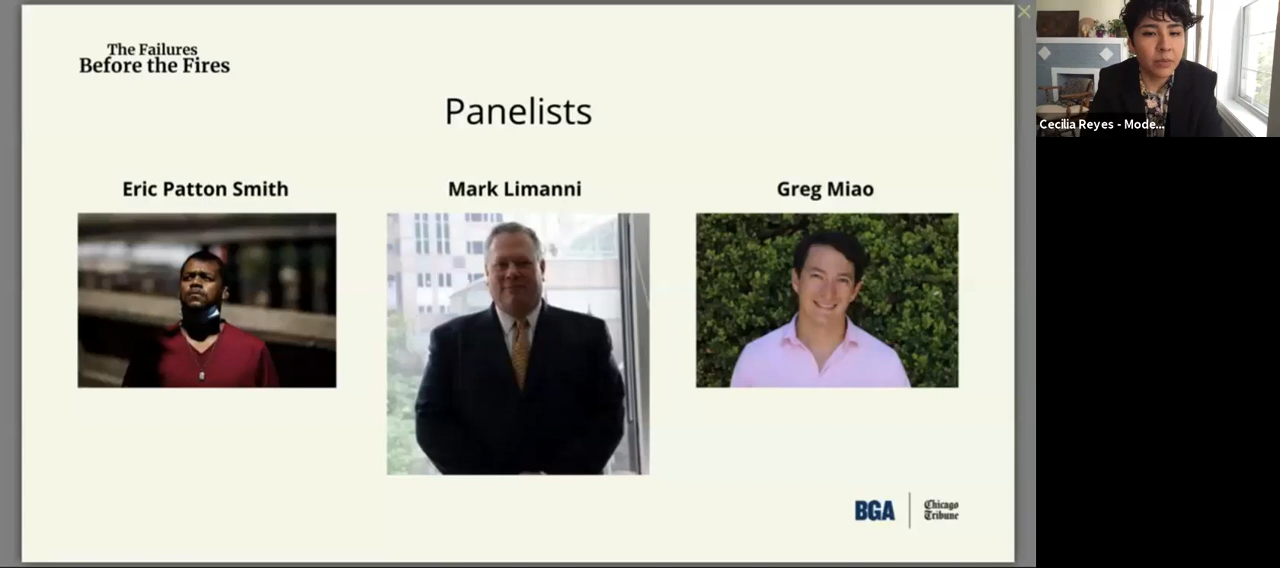 The Failures
Before the Fires
Panelists
Eric Patton Smith
Mark Limanni
Greg Miao
BGA
Chicago
Tribune
Cecilia Reyes - Mode...